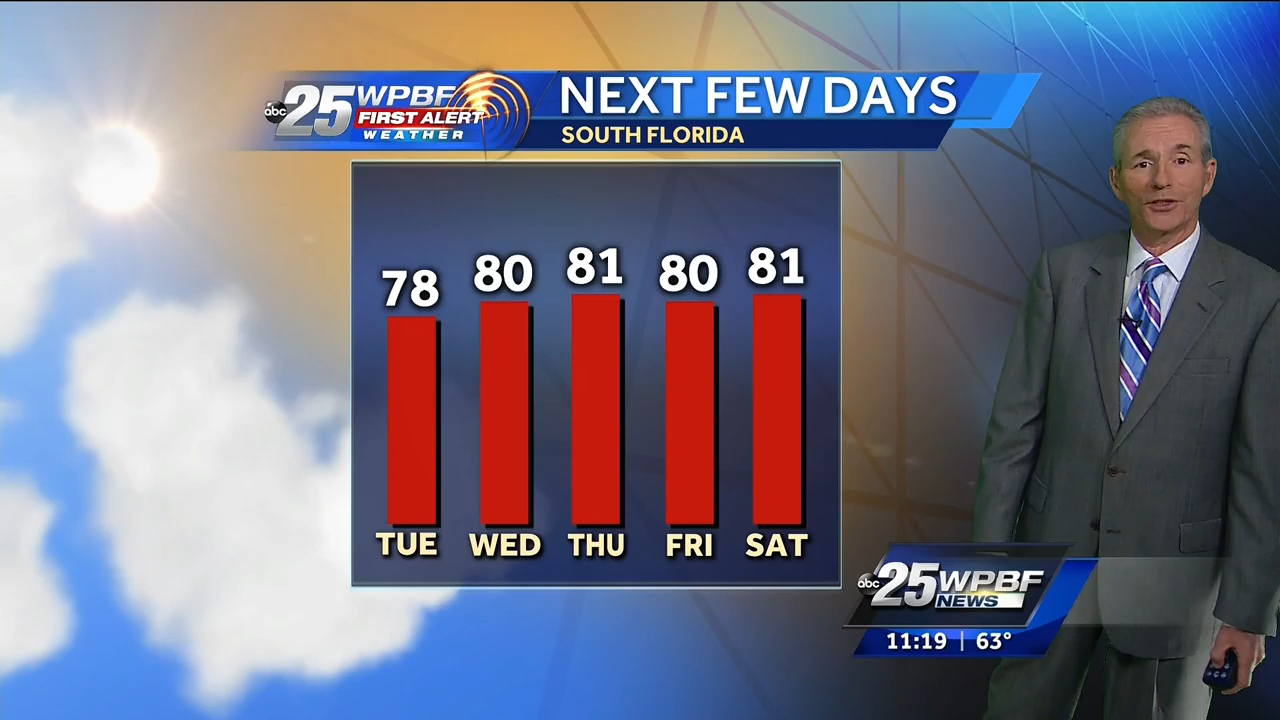 abc 25 WPBF
FIRST ALERT
WEATHER
NEXT FEW DAYS
SOUTH FLORIDA
78 80 81 80 81
TUE WED THU FRI SAT
abc 25 WPBF
NEWS
11:19 | 63°